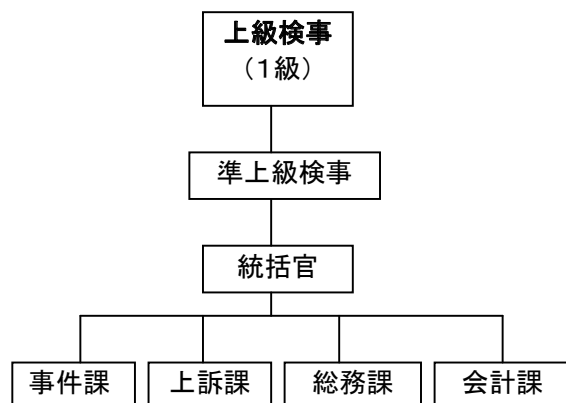 上級検事
（１級）
準上級検事
統括官
事件課
上訴課
総務課
会計課